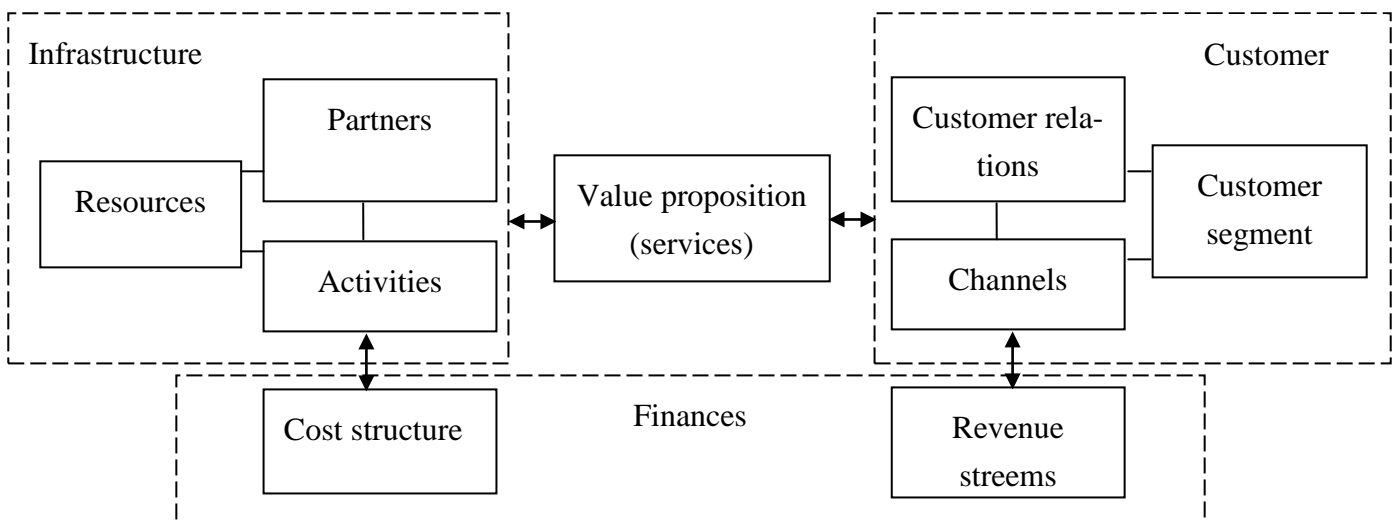 Infrastructure
Partners
Resources
Activities
Value proposition
(services)
Customer
Customer rela-
tions
Customer
segment
Channels
Cost structure
Finances
Revenue
streems